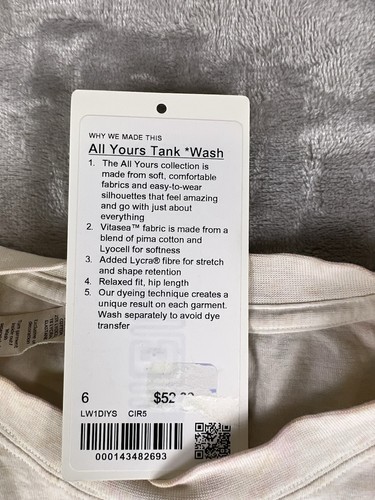 WHY WE MADE THIS
All Yours Tank *Wash
1. The All Yours collection is
made from soft, comfortable
fabrics and easy-to-wear
silhouettes that feel amazing
and go with just about
everything
2. Vitasea™ fabric is made from a
blend of pima cotton and
Lyocell for softness
3. Added Lycra® fibre for stretch
and shape retention
4. Relaxed fit, hip length
5. Our dyeing technique creates a
unique result on each garment.
Wash separately to avoid dye
transfer
6 $52
LW1DIYS CIR5
000143482693